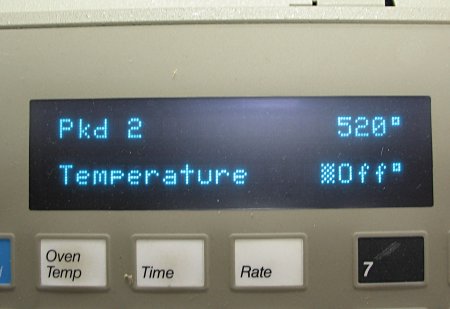 Pkd 2 520°
Temperature Off°
Oven
Temp
Time
Rate
7